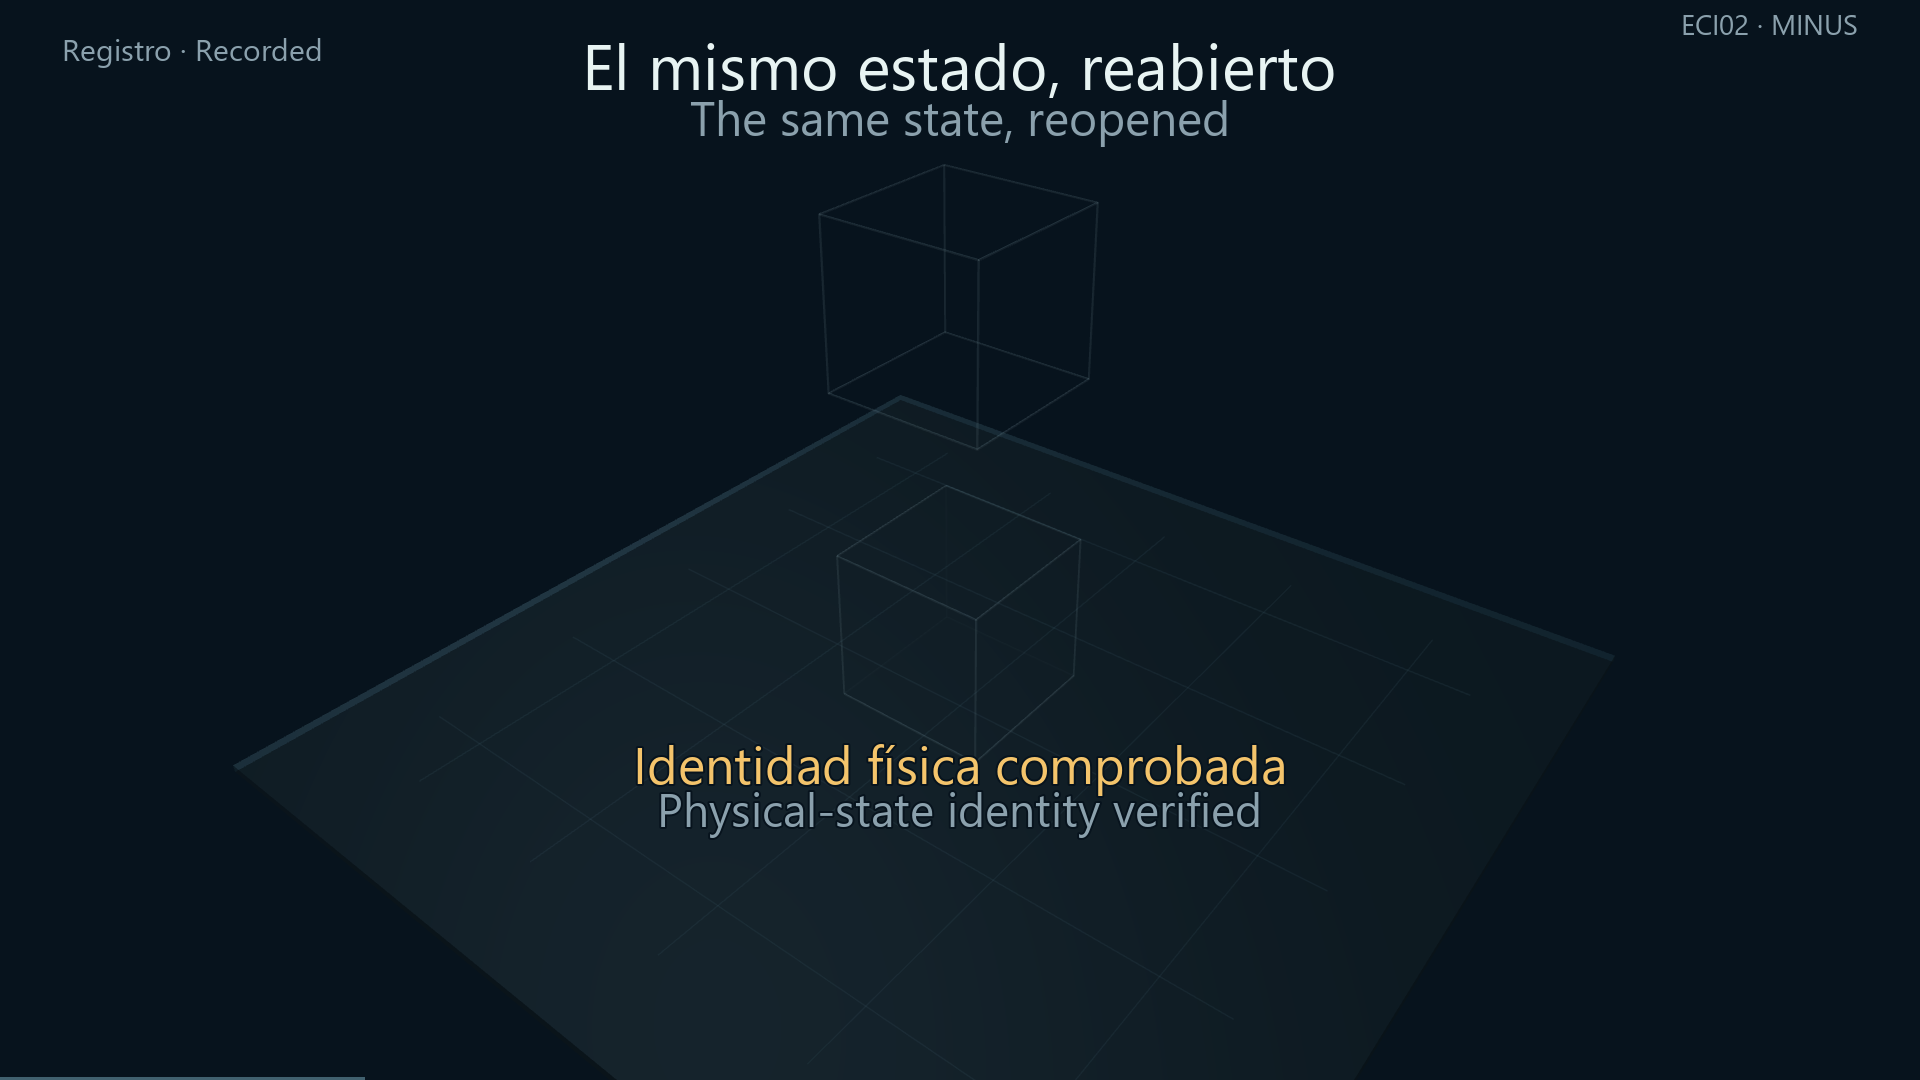 Registro · Recorded
ECI02 · MINUS
El mismo estado, reabierto
The same state, reopened
Identidad física comprobada
Physical-state identity verified